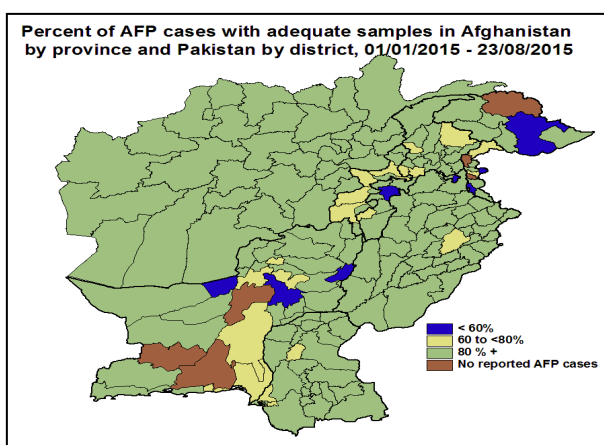 Percent of AFP cases with adequate samples in Afghanistan
by province and Pakistan by district, 01/01/2015 - 23/08/2015
< 60%
60 to <80%
80 % +
No reported AFP cases